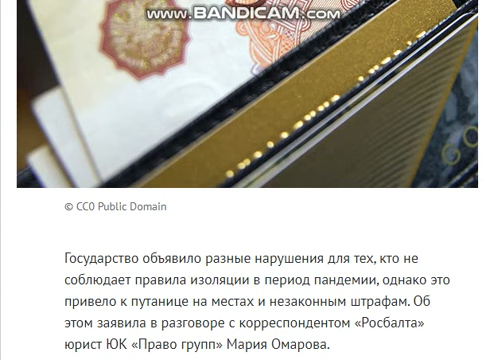 www.BANDICAM.com
© CC0 Public Domain
Государство объявило разные нарушения для тех, кто не
соблюдает правила изоляции в период пандемии, однако это
привело к путанице на местах и незаконным штрафам. Об
этом заявила в разговоре с корреспондентом «Росбалта»
юрист ЮК «Право групп» Мария Омарова.